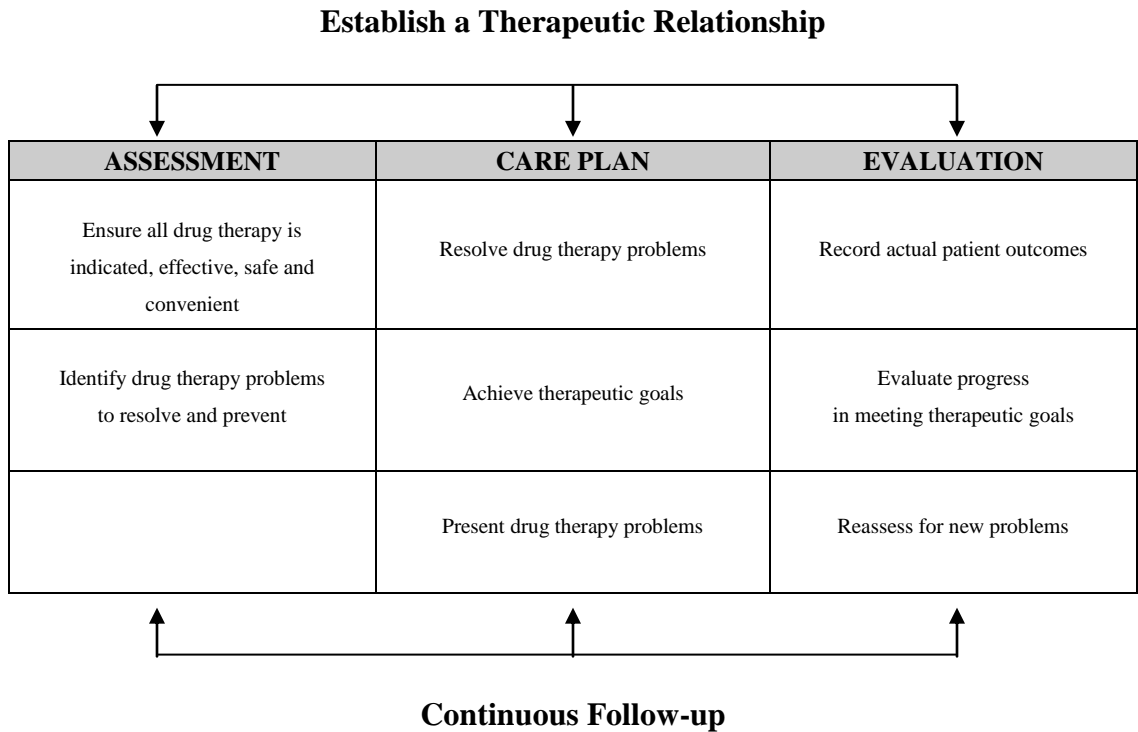 Establish a Therapeutic Relationship
ASSESSMENT
CARE PLAN
EVALUATION
Ensure all drug therapy is
indicated, effective, safe and
convenient
Resolve drug therapy problems
Record actual patient outcomes
Identify drug therapy problems
to resolve and prevent
Achieve therapeutic goals
Evaluate progress
in meeting therapeutic goals
Present drug therapy problems
Reassess for new problems
Continuous Follow-up